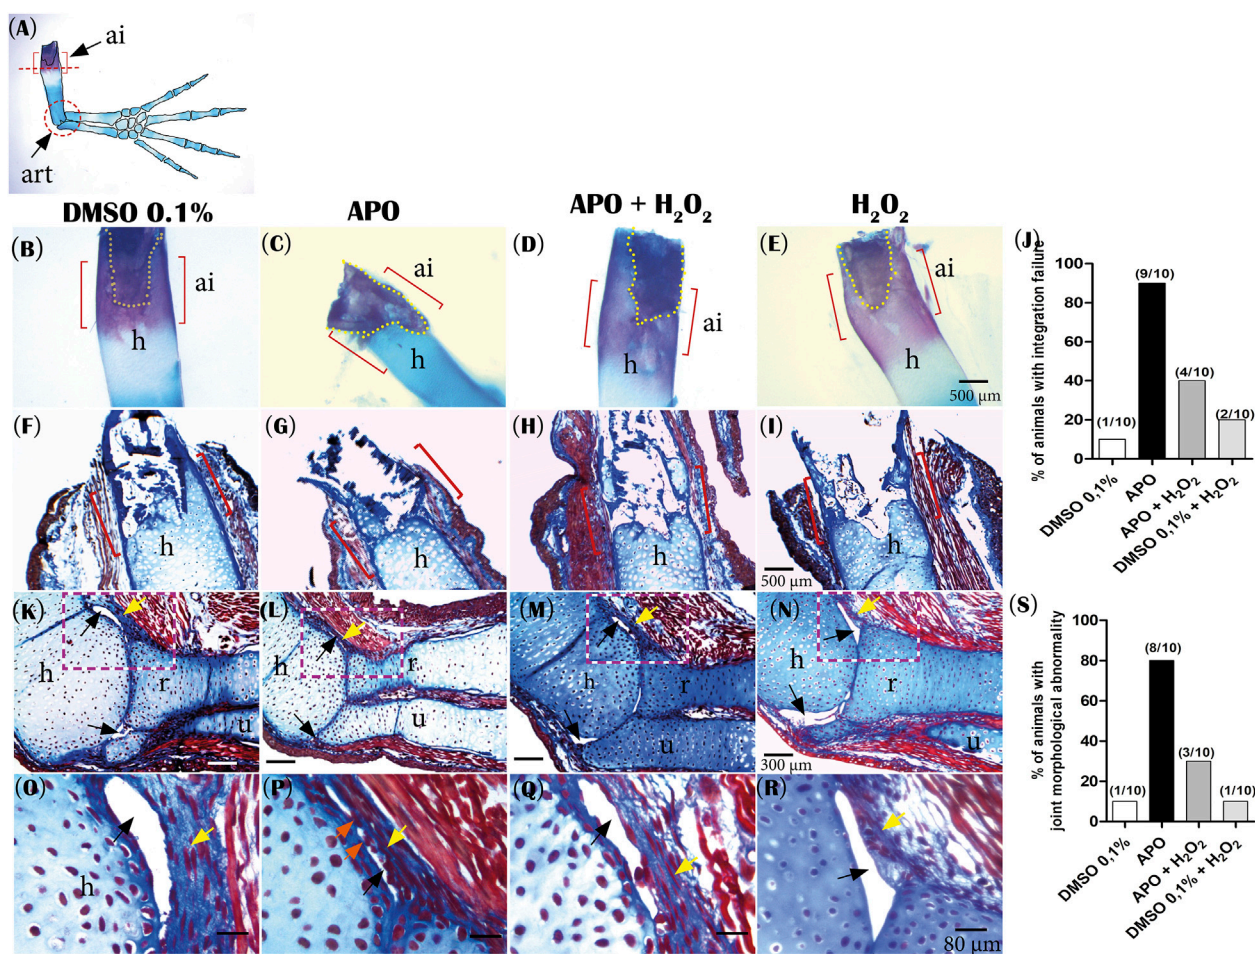 (A)
ai
art
DMSO 0.1%
APO
APO + H₂O₂
H₂O₂
(B)
ai
h
(C)
h
(D)
ai
h
(E)
ai
h
500 µm
(F)
h
(G)
h
(H)
h
(I)
h
500 µm
(J)
% of animals with integration failure
100
80
60
40
20
0
(1/10)
(9/10)
(4/10)
(2/10)
DMSO 0,1%
APO
APO + H₂O₂
DMSO 0,1% + H₂O₂
(K)
h
r
u
(L)
h
r
u
(M)
h
r
u
(N)
h
r
u
300 µm
(O)
h
(P)
(Q)
(R)
80 µm
(S)
% of animals with
joint morphological abnormality
100
80
60
40
20
0
(1/10)
(8/10)
(3/10)
(1/10)
DMSO 0,1%
APO
APO + H₂O₂
DMSO 0,1% + H₂O₂